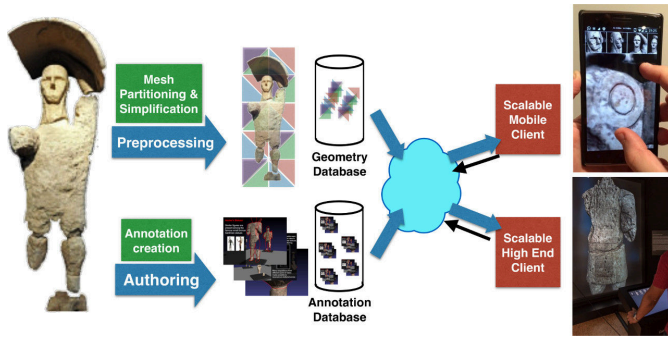 Mesh
Partitioning &
Simplification
Preprocessing
Geometry
Database
Annotation
creation
Authoring
Annotation
Database
Scalable
Mobile
Client
Scalable
High End
Client